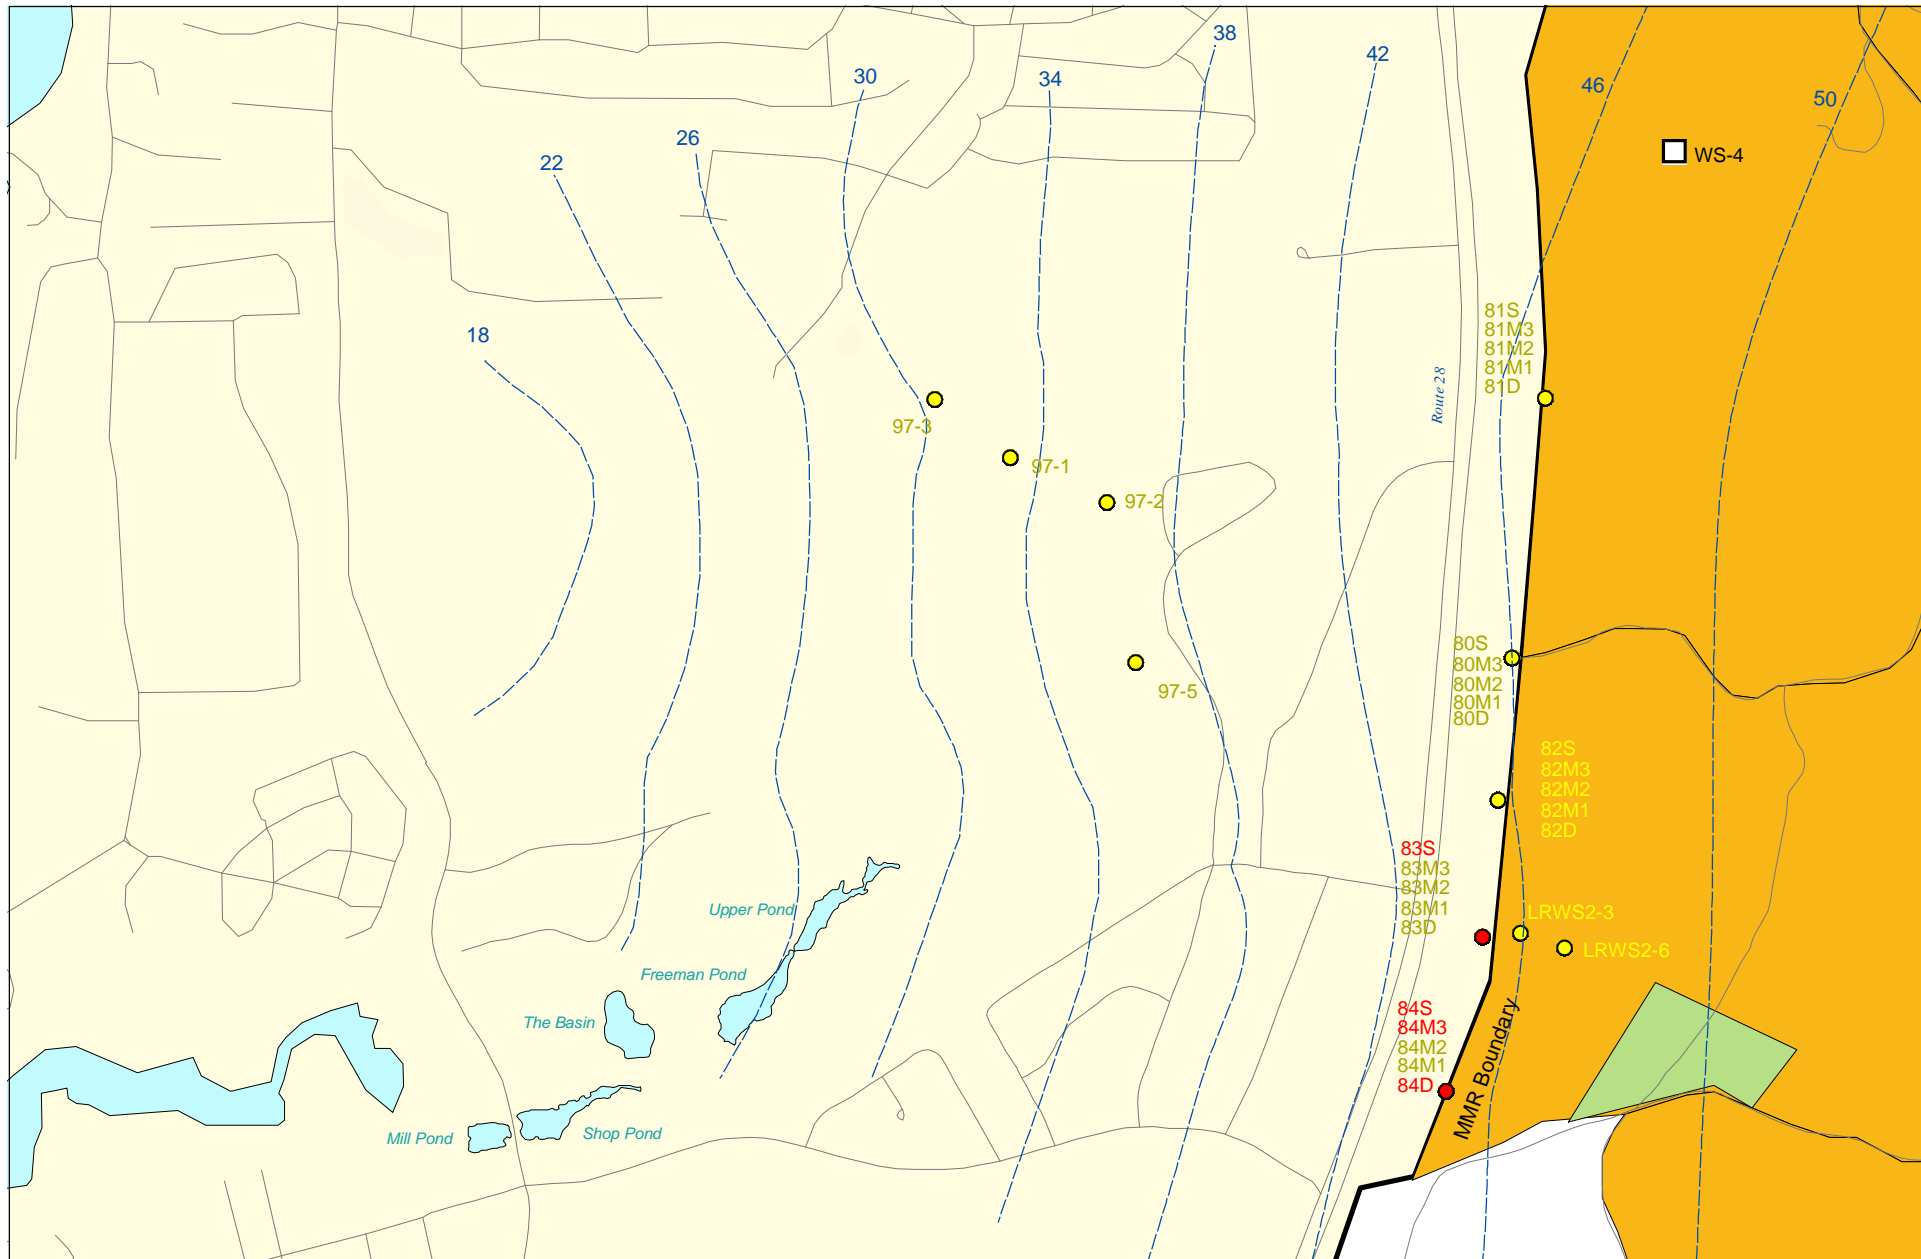 38
42
30
34
46
50
26
WS-4
22
81S
18
81M3
81M2
81M1
81D
Route 28
97-3
97-1
97-2
80S
80M3
97-5
80M2
80M1
80D
82S
82M3
82M2
82M1
82D
83S
83M3
83M2
83M1
83D
Upper Pond
LRWS2-3
LRWS2-6
Freeman Pond
84S
The Basin
84M3
84M2
84M1
84D
MMR Boundary
Mill Pond
Shop Pond